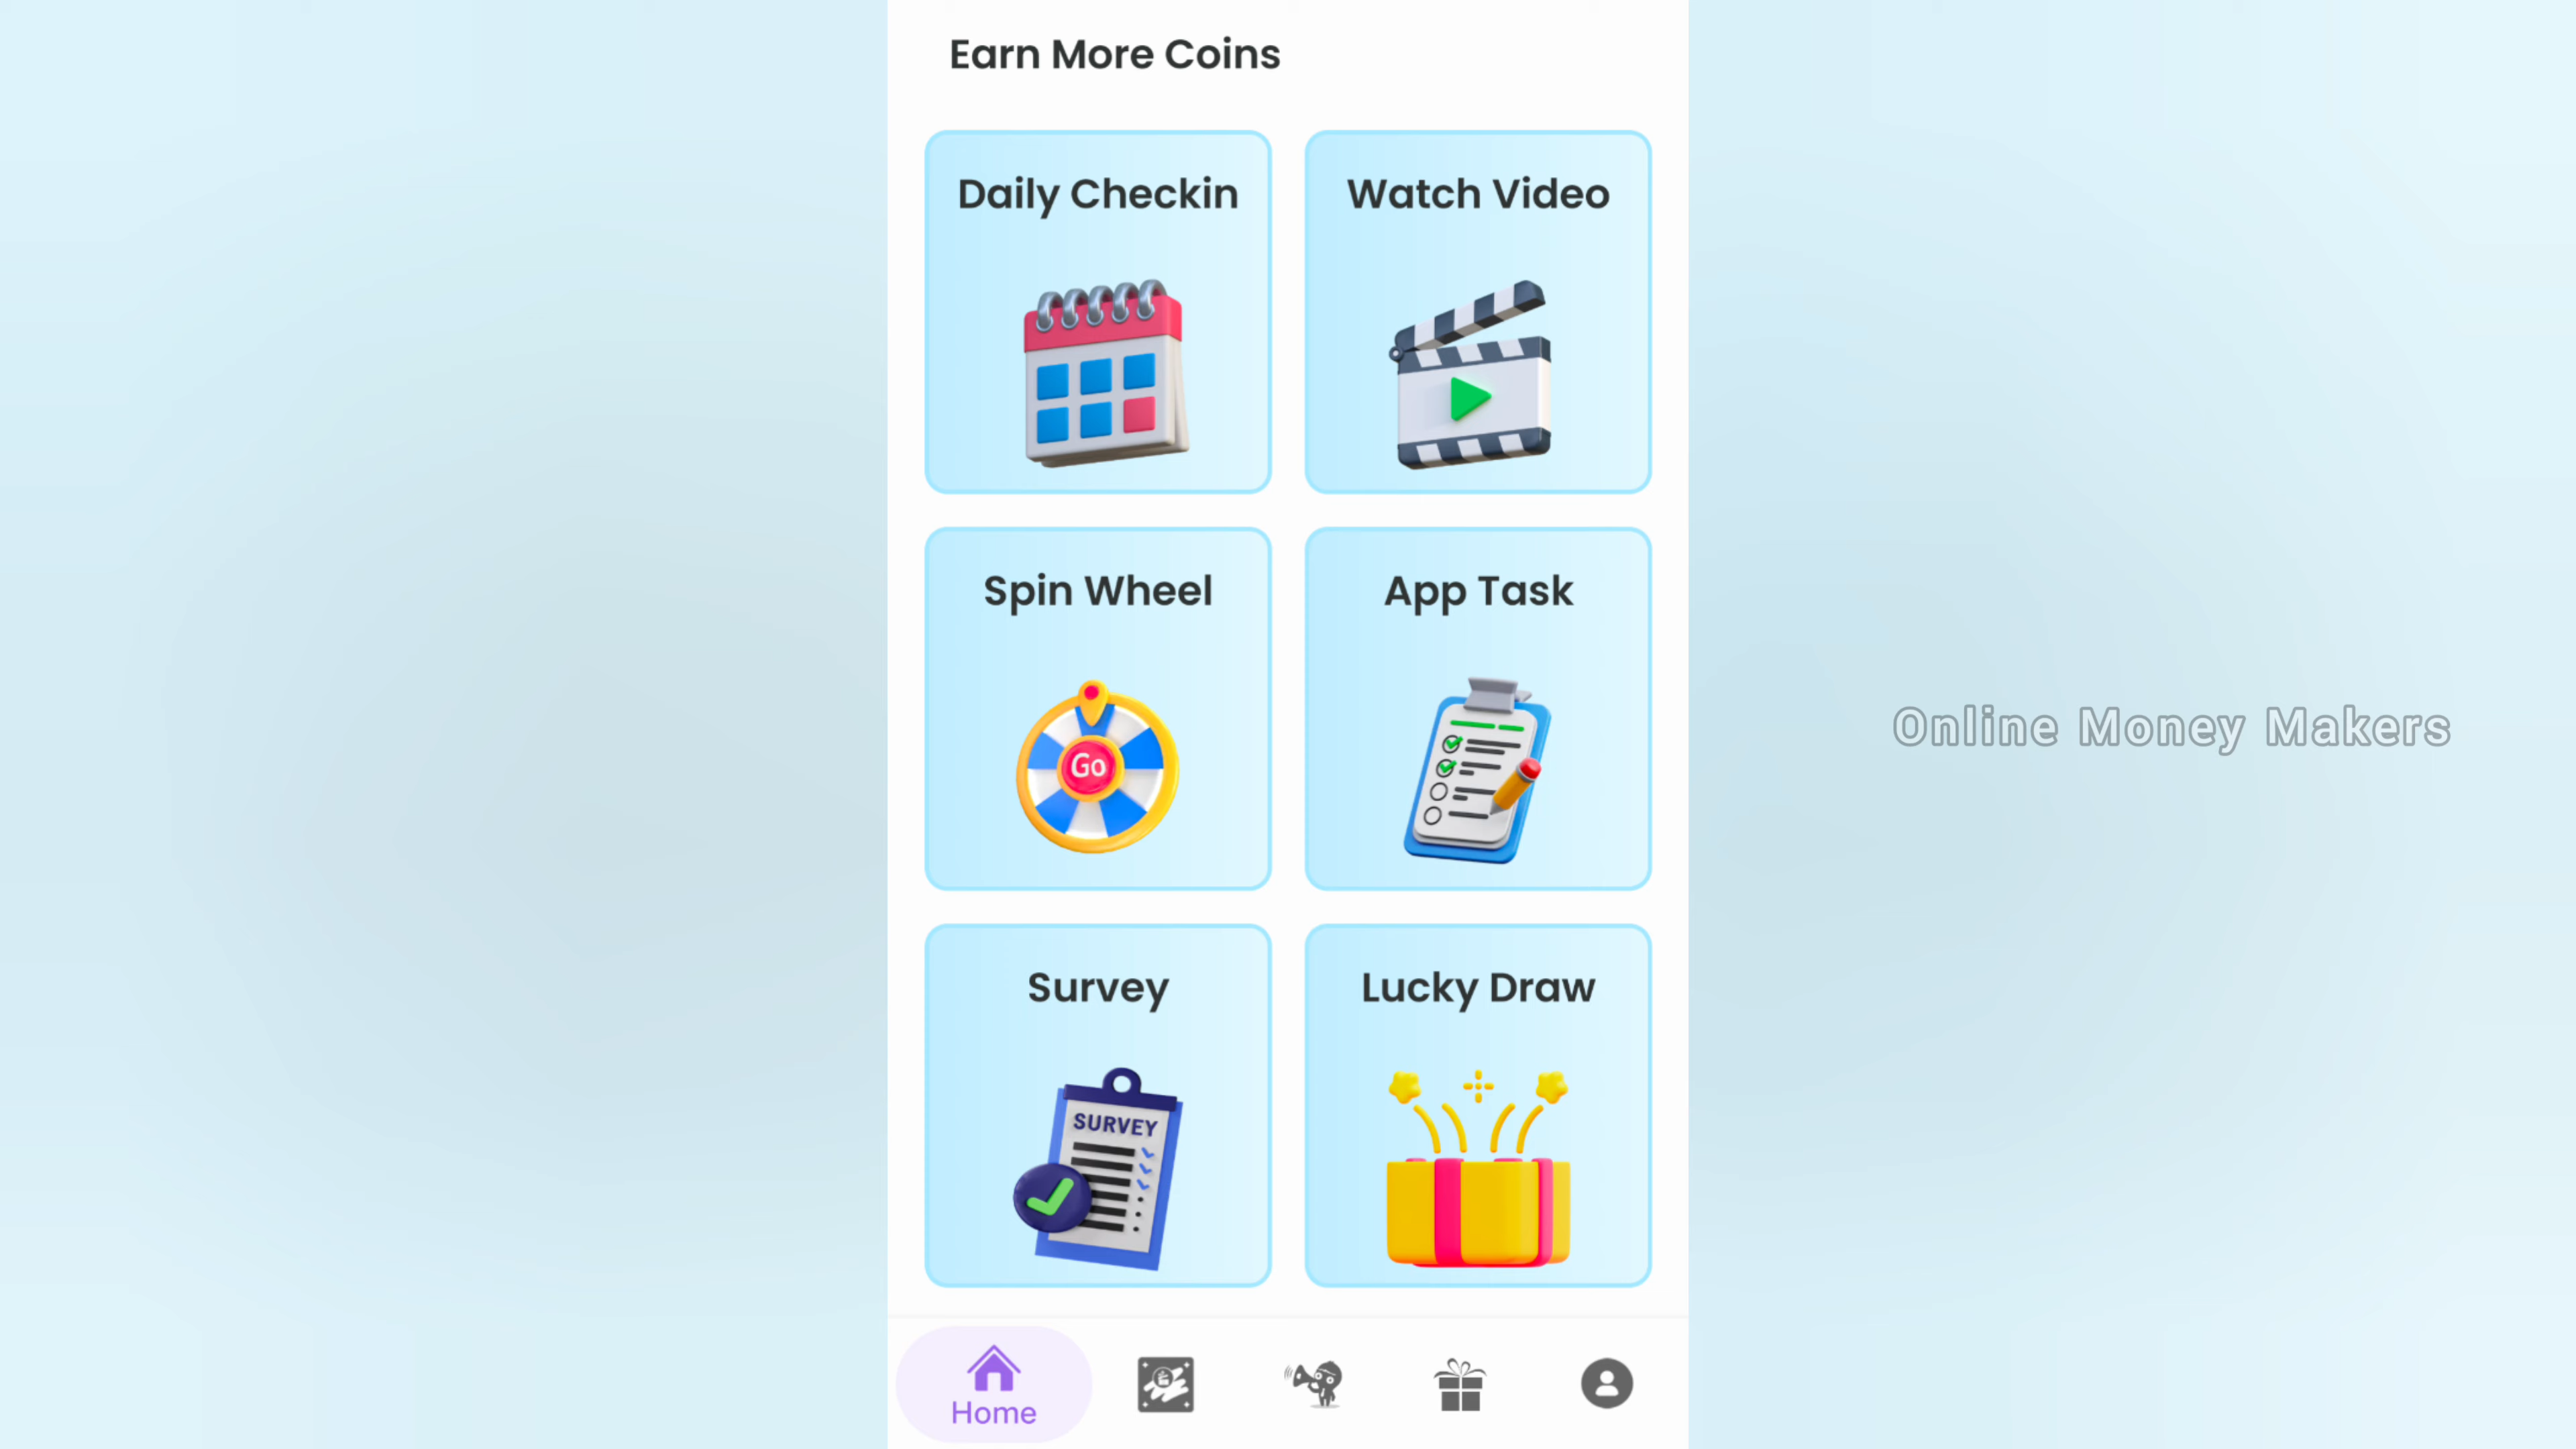 Earn More Coins
Daily Checkin
Watch Video
Spin Wheel
App Task
Go
Online Money Makers
Survey
Lucky Draw
SURVEY
Home